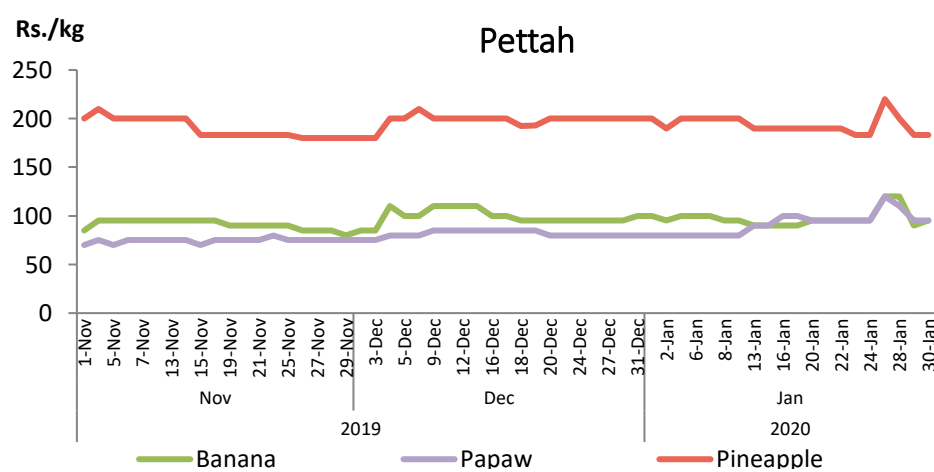 Rs./kg
Pettah
250
200
150
100
50
0
1-Nov
5-Nov
7-Nov
13-Nov
15-Nov
19-Nov
21-Nov
25-Nov
27-Nov
29-Nov
3-Dec
5-Dec
9-Dec
12-Dec
16-Dec
18-Dec
20-Dec
24-Dec
27-Dec
31-Dec
2-Jan
6-Jan
8-Jan
13-Jan
16-Jan
20-Jan
22-Jan
24-Jan
28-Jan
30-Jan
Nov Dec Jan
2019 2020
Banana Papaw Pineapple